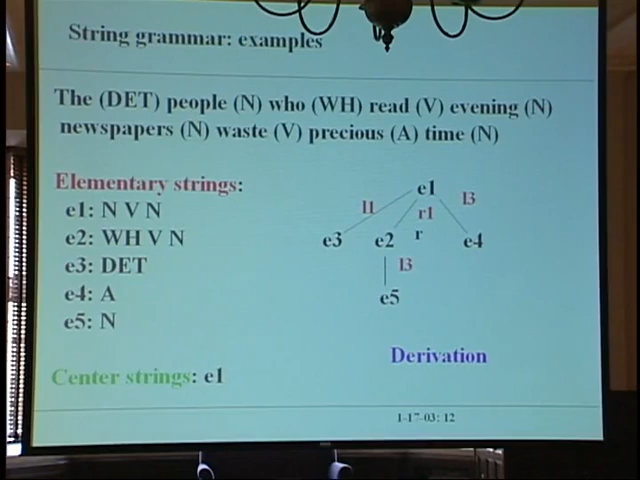 String grammar: examples
The (DET) people (N) who (WH) read (V) evening (N)
newspapers (N) waste (V) precious (A) time (N)
Elementary strings:
e1: N V N
e2: WH V N
e3: DET
e4: A
e5: N
Center strings: e1
e1
l1
r1
l3
e3
e2
r
e4
l3
e5
Derivation
1-17-03: 12